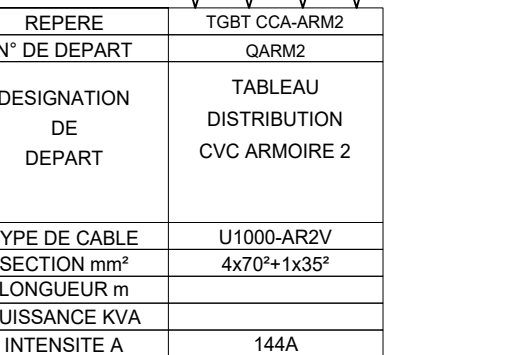 REPERE TGBT CCA-ARM2
N° DE DEPART QARM2
DESIGNATION
DE
DEPART
TABLEAU
DISTRIBUTION
CVC ARMOIRE 2
YPE DE CABLE U1000-AR2V
SECTION mm² 4x70²+1x35²
LONGUEUR m
UISSANCE KVA
INTENSITE A 144A